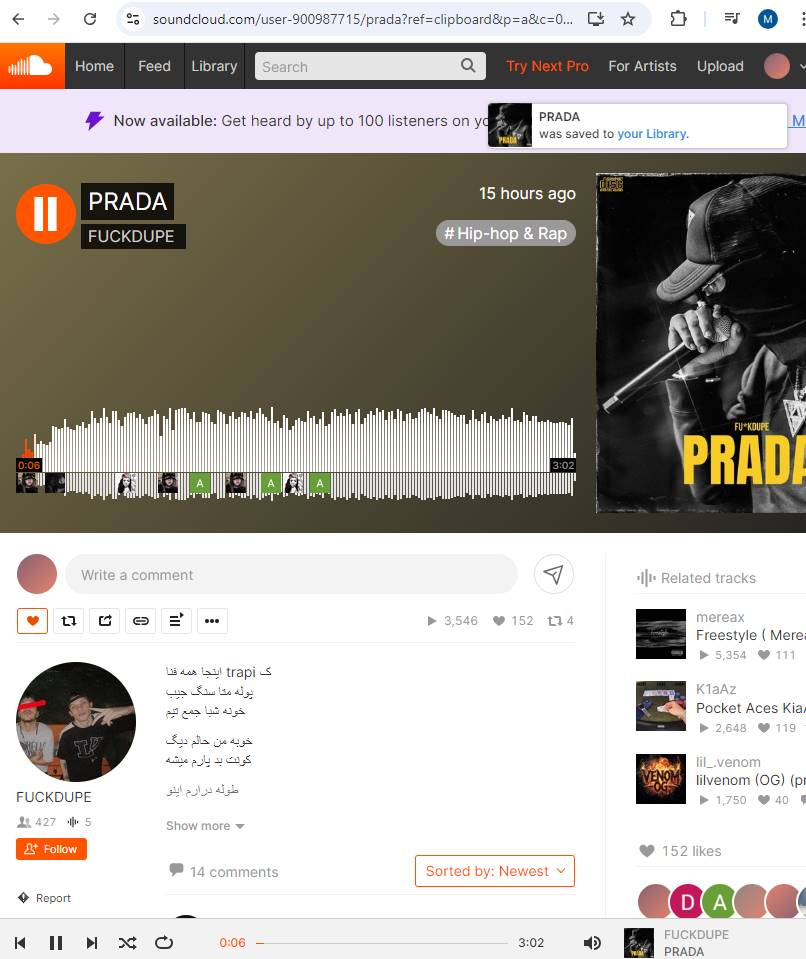 soundcloud.com/user-900987715/prada?ref=clipboard&p=a&c=0...
M
Home Feed Library Search Try Next Pro For Artists Upload
Now available: Get heard by up to 100 listeners on yo
M
PRADA
was saved to your Library.
PRADA
FUCKDUPE
15 hours ago
# Hip-hop & Rap
FU*KDUPE
PRADA
0:06
3:02
A
A
A
Write a comment
3,546 152 4
ک trapi اینجا همه فنا
پوله متا سنگ جیب
خونه شبا جمع تیم
خوبه من حالم دیگ
کونت بد پارم میشه
طوله درارم اینو
Show more
FUCKDUPE
427 5
Follow
Report
14 comments
Sorted by: Newest
Related tracks
mereax
Freestyle ( Merea
5,354 111
K1aAz
Pocket Aces KiaA
2,648 119
VENOM
OG
lil_.venom
lilvenom (OG) (pr
1,750 40
152 likes
D
A
0:06
3:02
PRADA
FUCKDUPE
PRADA